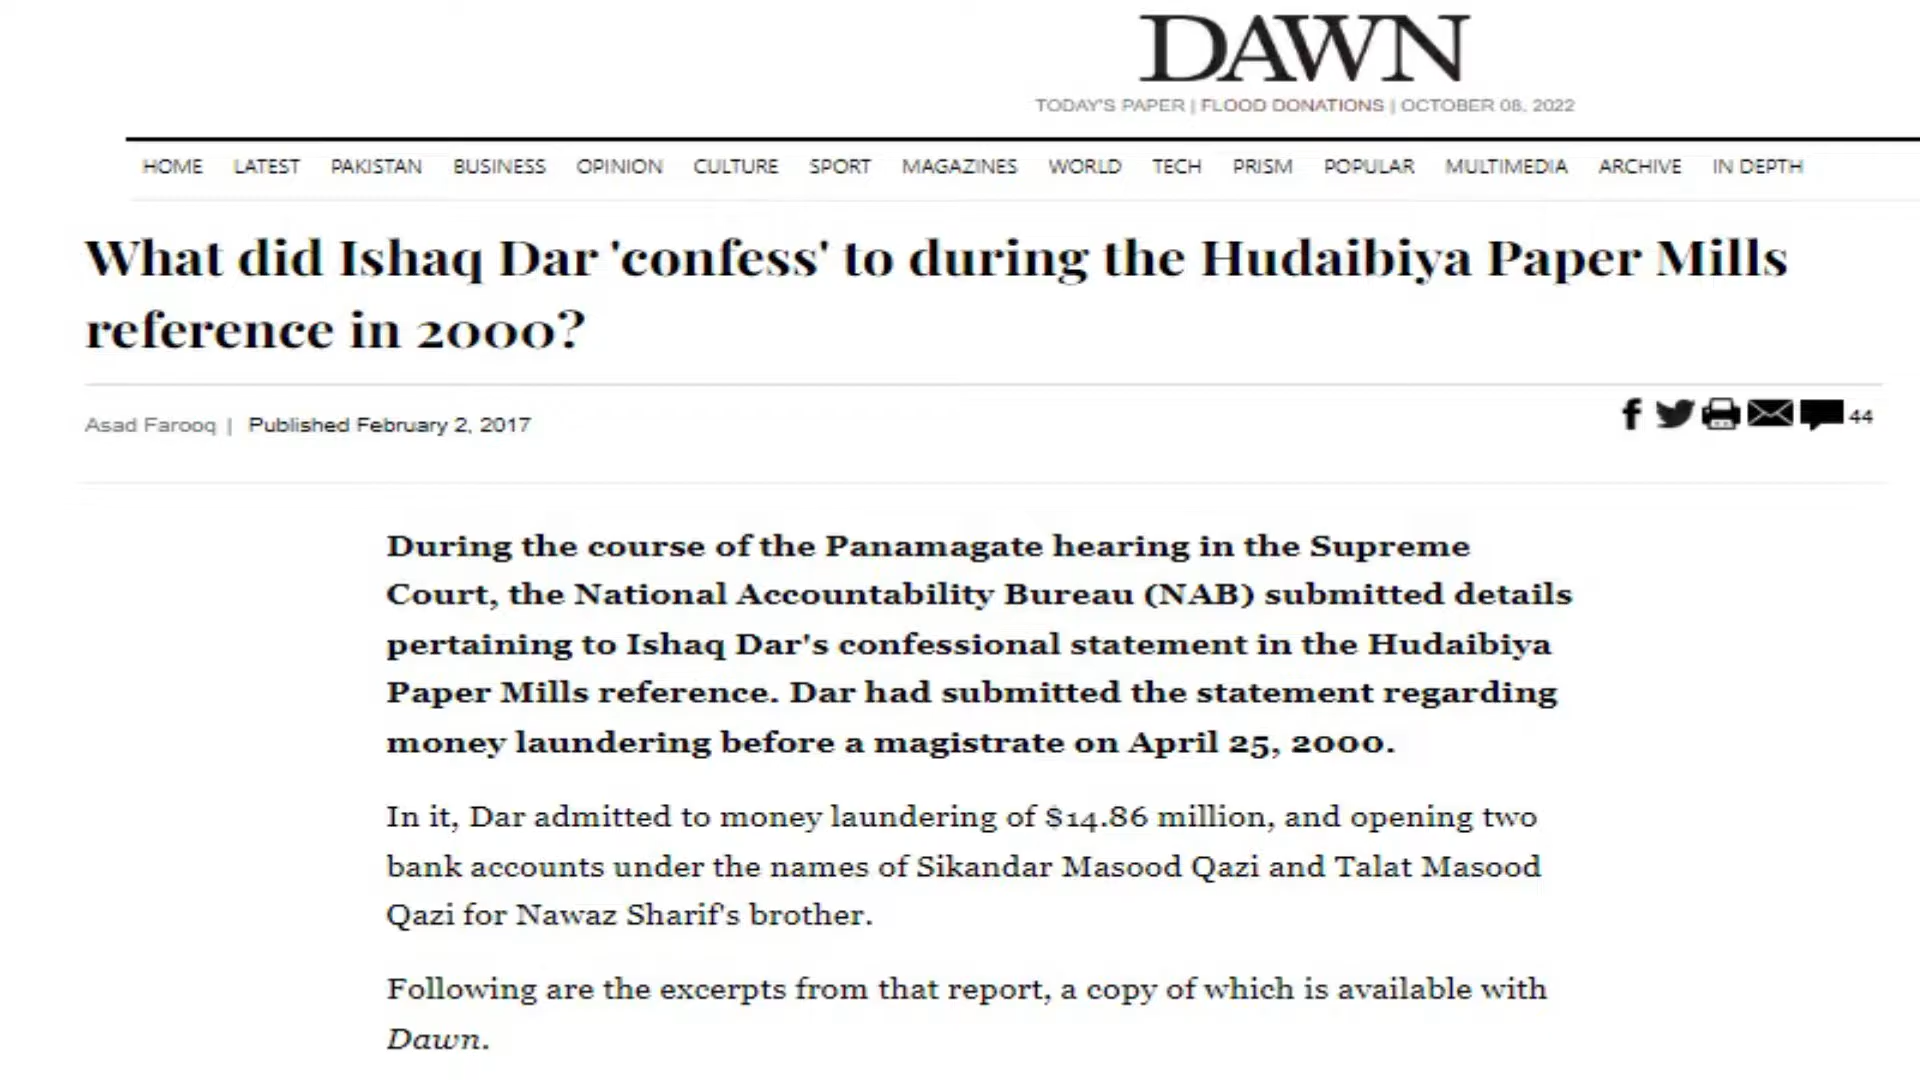 DAWN
TODAY'S PAPER | FLOOD DONATIONS | OCTOBER 08, 2022
HOME LATEST PAKISTAN BUSINESS OPINION CULTURE SPORT MAGAZINES WORLD TECH PRISM POPULAR MULTIMEDIA ARCHIVE IN DEPTH
What did Ishaq Dar 'confess' to during the Hudaibiya Paper Mills
reference in 2000?
Asad Farooq | Published February 2, 2017
44
During the course of the Panamagate hearing in the Supreme
Court, the National Accountability Bureau (NAB) submitted details
pertaining to Ishaq Dar's confessional statement in the Hudaibiya
Paper Mills reference. Dar had submitted the statement regarding
money laundering before a magistrate on April 25, 2000.
In it, Dar admitted to money laundering of $14.86 million, and opening two
bank accounts under the names of Sikandar Masood Qazi and Talat Masood
Qazi for Nawaz Sharif's brother.
Following are the excerpts from that report, a copy of which is available with
Dawn.